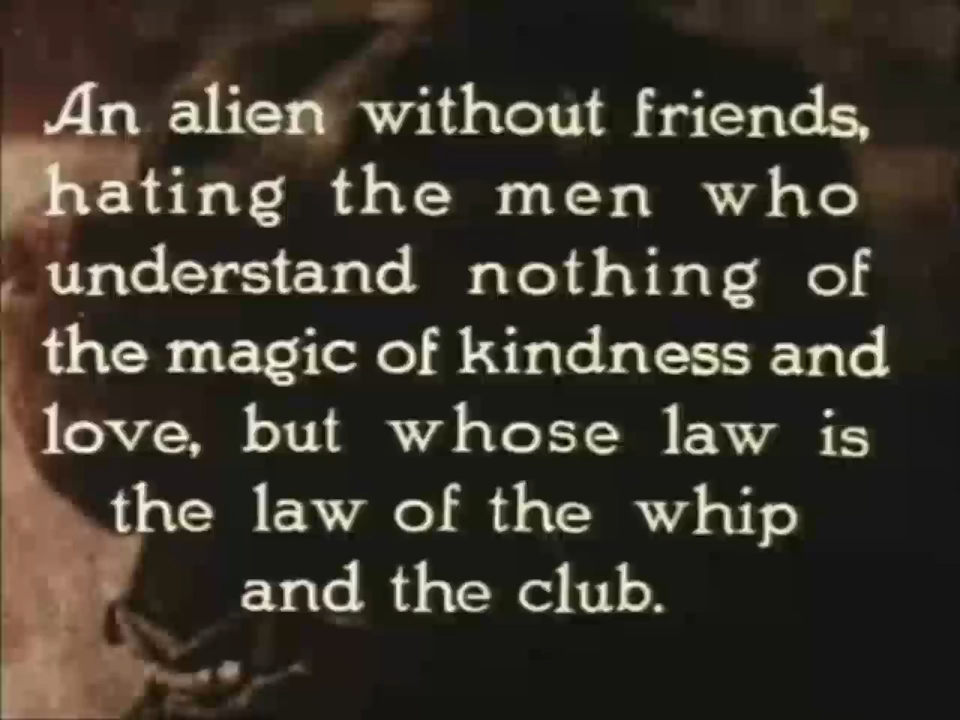 An alien without friends,
hating the men who
understand nothing of
the magic of kindness and
love, but whose law is
the law of the whip
and the club.